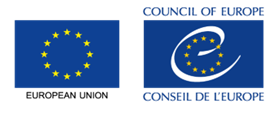 COUNCIL OF EUROPE
EUROPEAN UNION
CONSEIL DE L'EUROPE